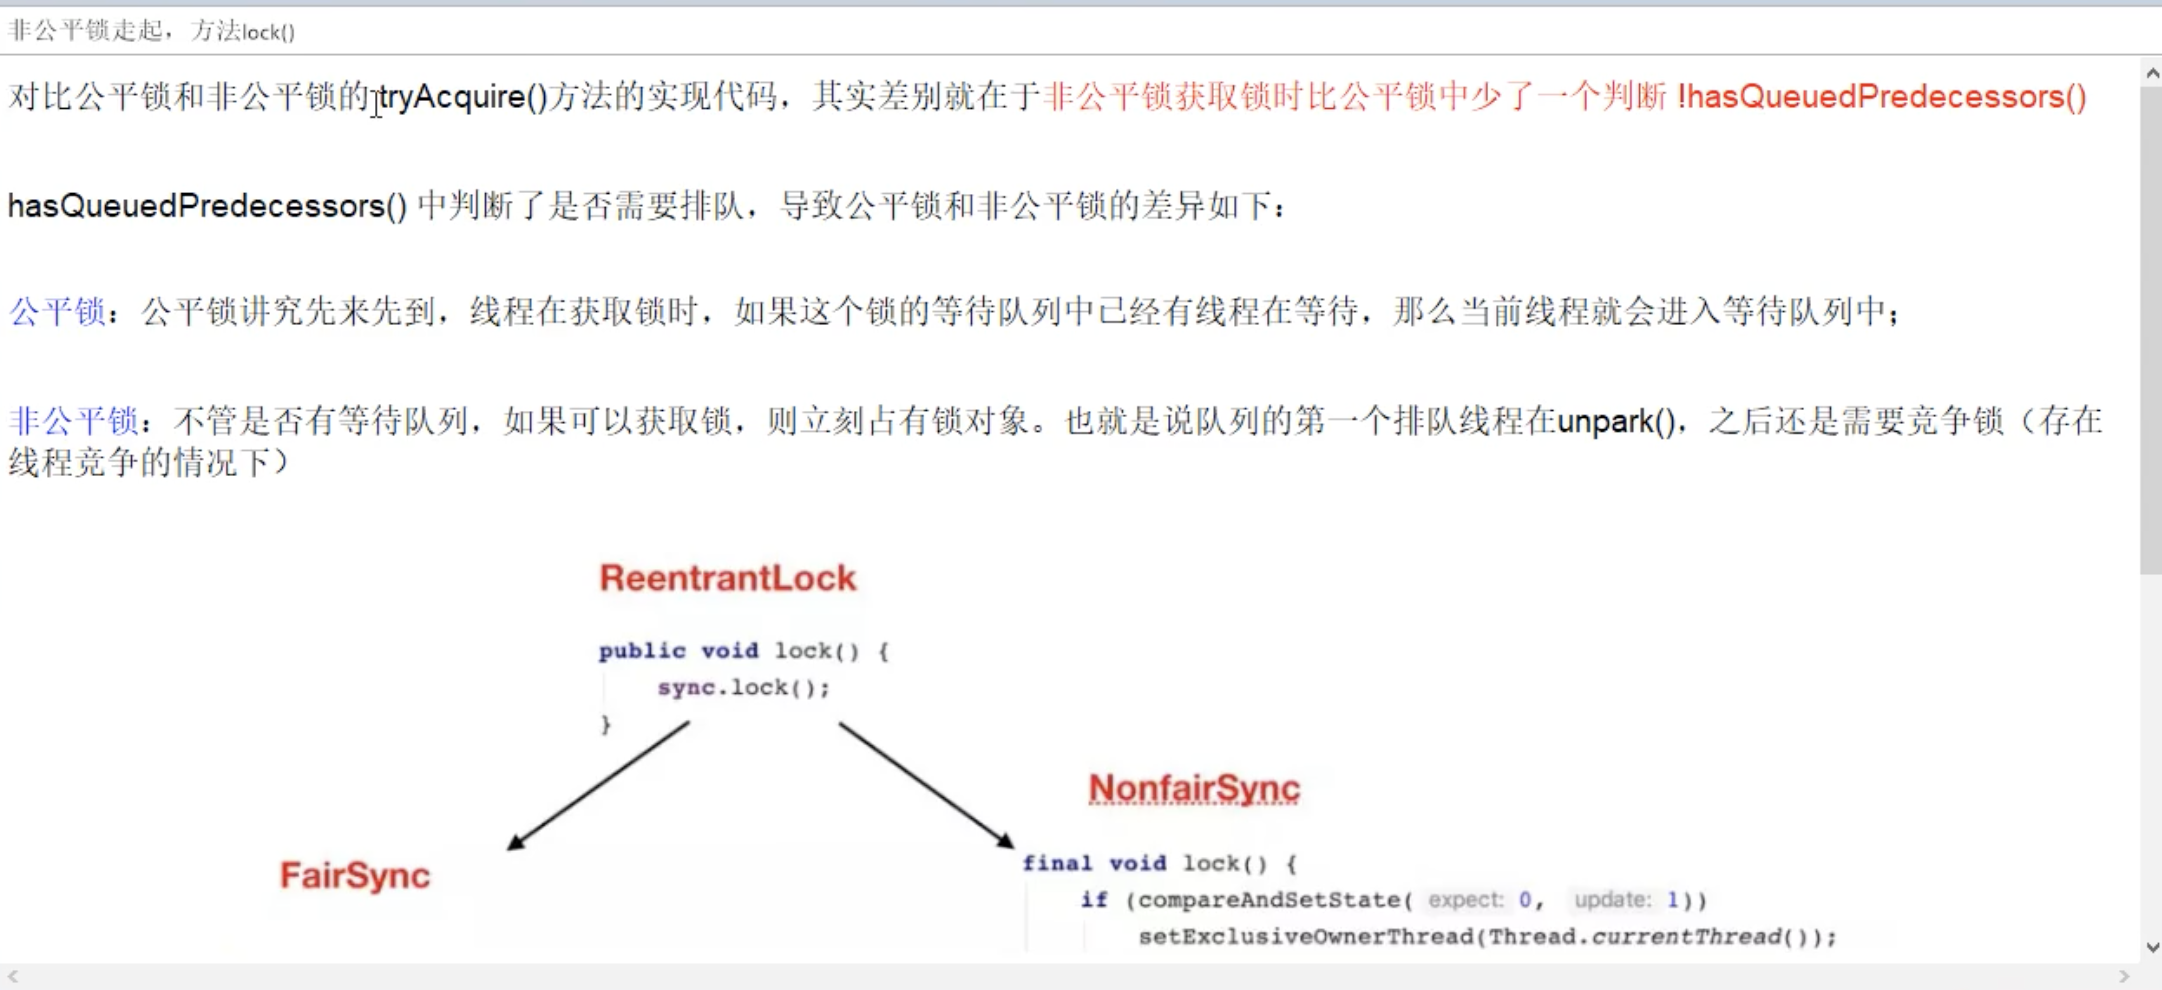 非公平锁走起，方法lock()
对比公平锁和非公平锁的tryAcquire()方法的实现代码，其实差别就在于非公平锁获取锁时比公平锁中少了一个判断 !hasQueuedPredecessors()
hasQueuedPredecessors() 中判断了是否需要排队，导致公平锁和非公平锁的差异如下：
公平锁：公平锁讲究先来先到，线程在获取锁时，如果这个锁的等待队列中已经有线程在等待，那么当前线程就会进入等待队列中；
非公平锁：不管是否有等待队列，如果可以获取锁，则立刻占有锁对象。也就是说队列的第一个排队线程在unpark()，之后还是需要竞争锁（存在
线程竞争的情况下）
ReentrantLock
public void lock() {
sync.lock();
}
NonfairSync
FairSync
final void lock() {
if (compareAndSetState( expect: 0, update: 1))
setExclusiveOwnerThread(Thread.currentThread());